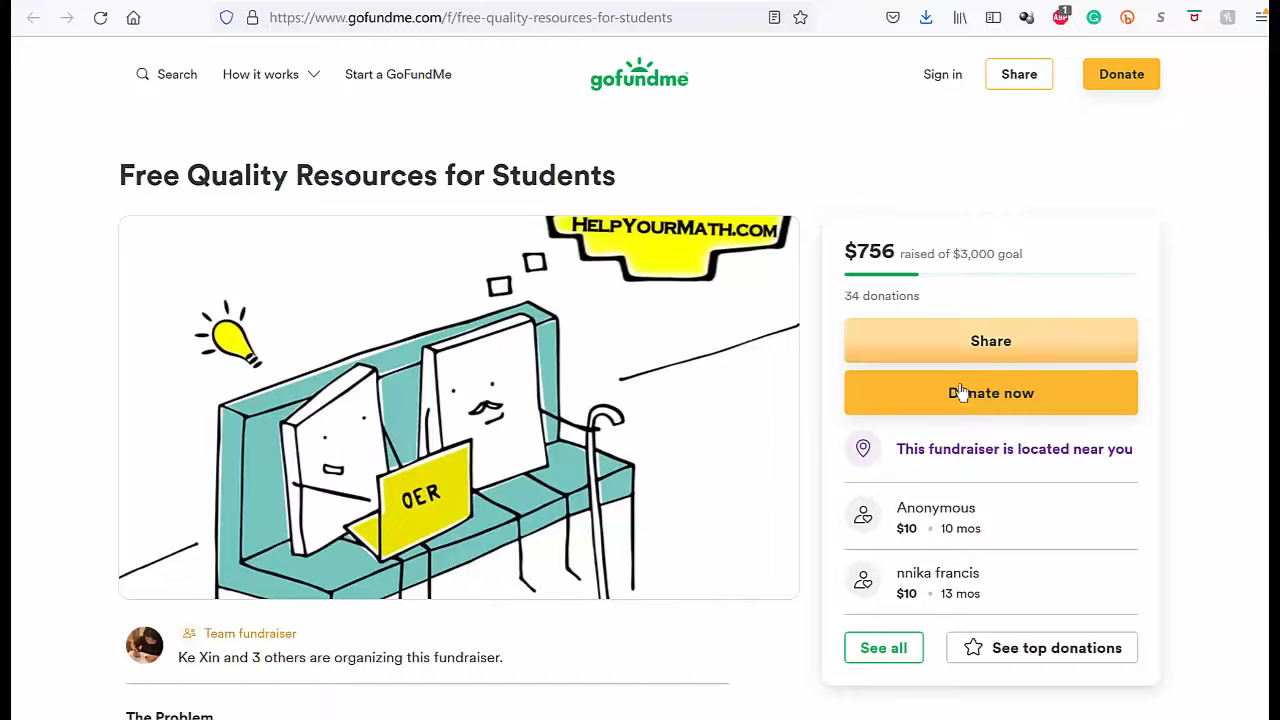 https://www.gofundme.com/f/free-quality-resources-for-students
1
Search
How it works
Start a GoFundMe
gofundme
Sign in
Share
Donate
Free Quality Resources for Students
HELPYOURMATH.COM
OER
$756 raised of $3,000 goal
34 donations
Share
Donate now
This fundraiser is located near you
Anonymous
$10 • 10 mos
nnika francis
$10 • 13 mos
See all
See top donations
Team fundraiser
Ke Xin and 3 others are organizing this fundraiser.
The Problem